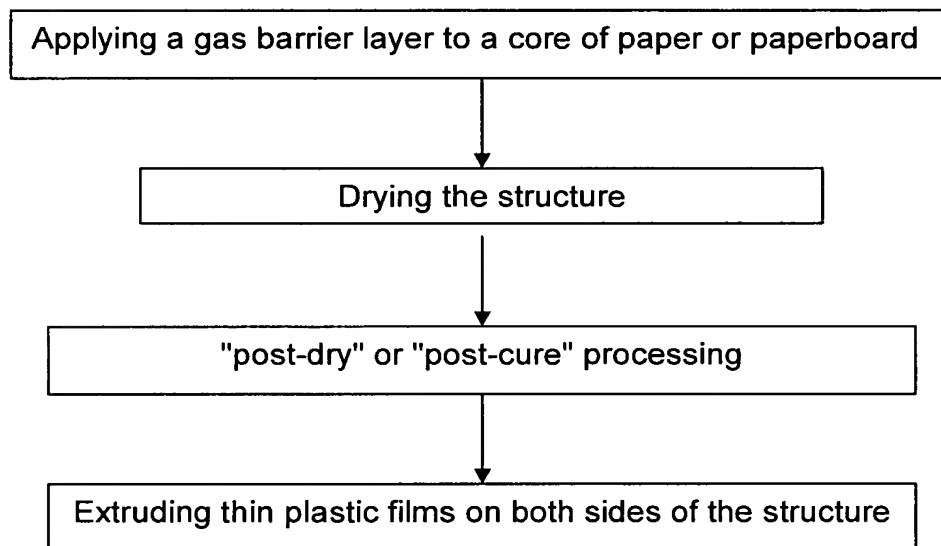 Applying a gas barrier layer to a core of paper or paperboard
Drying the structure
"post-dry" or "post-cure" processing
Extruding thin plastic films on both sides of the structure